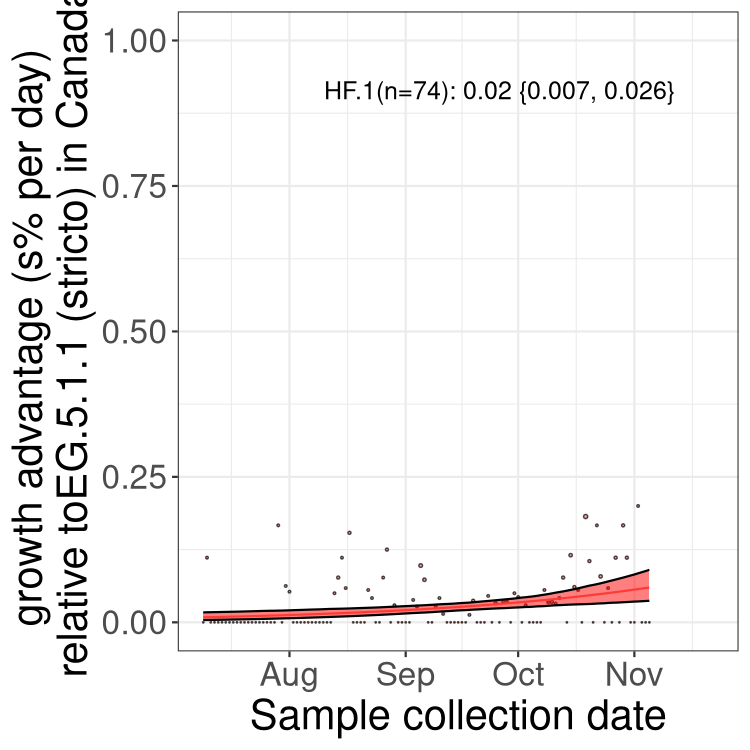 growth advantage (s% per day)
relative toEG.5.1.1 (stricto) in Canada
1.00
0.75
0.50
0.25
0.00
HF.1(n=74): 0.02 {0.007, 0.026}
Aug Sep Oct Nov
Sample collection date